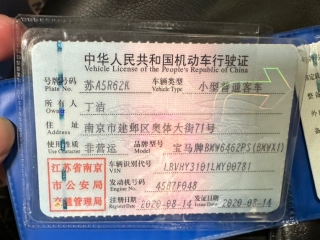 中华人民共和国机动车行驶证
Vehicle License of the People's Republic of China
号牌号码 苏A5R62K 车辆类型 小型普通客车
Plate No. Vehicle Type
所有人 丁洁
Owner
住址 南京市建邺区奥体大街71号
Address
使用性质 非营运 品牌型号 宝马牌BMW6462PS(BMWX1)
Use Character Model
江苏省南京市公安局交通管理局
车辆识别代号 LBVHY3101LMY00781
VIN
发动机号码 4587F048
Engine No.
注册日期 2020-08-14 发证日期 2020-08-14
Register Date Issue Date